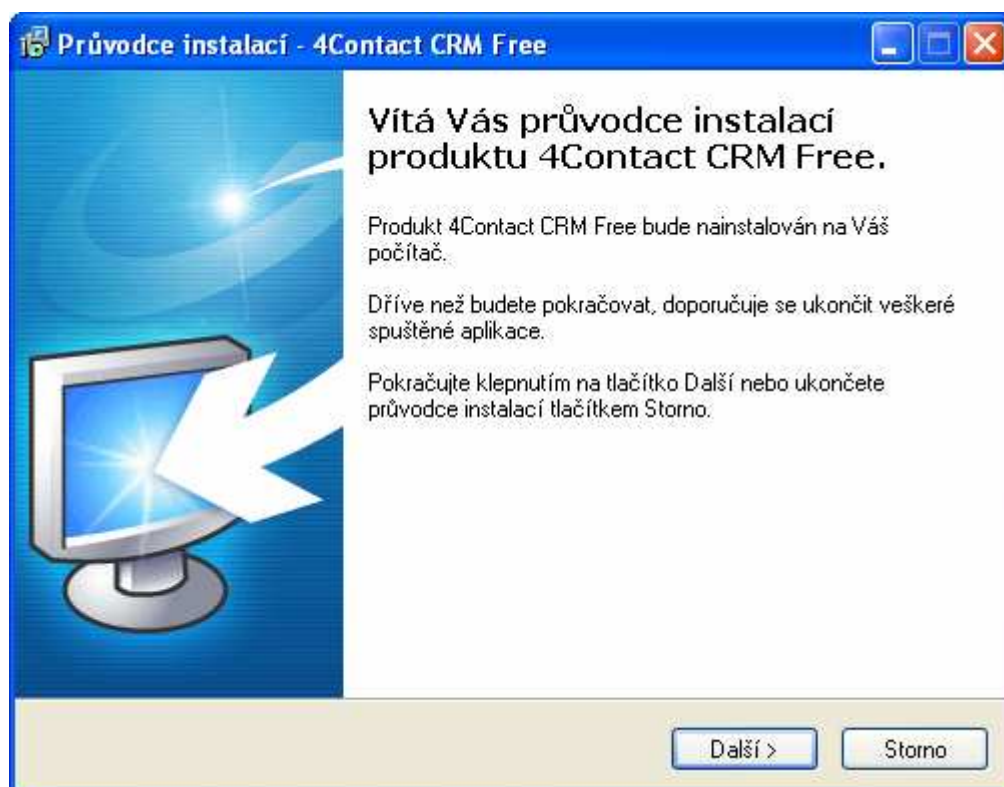 Průvodce instalací - 4Contact CRM Free
Vítá Vás průvodce instalací
produktu 4Contact CRM Free.
Produkt 4Contact CRM Free bude nainstalován na Váš
počítač.
Dříve než budete pokračovat, doporučuje se ukončit veškeré
spuštěné aplikace.
Pokračujte klepnutím na tlačítko Další nebo ukončete
průvodce instalací tlačítkem Storno.
Další >
Storno